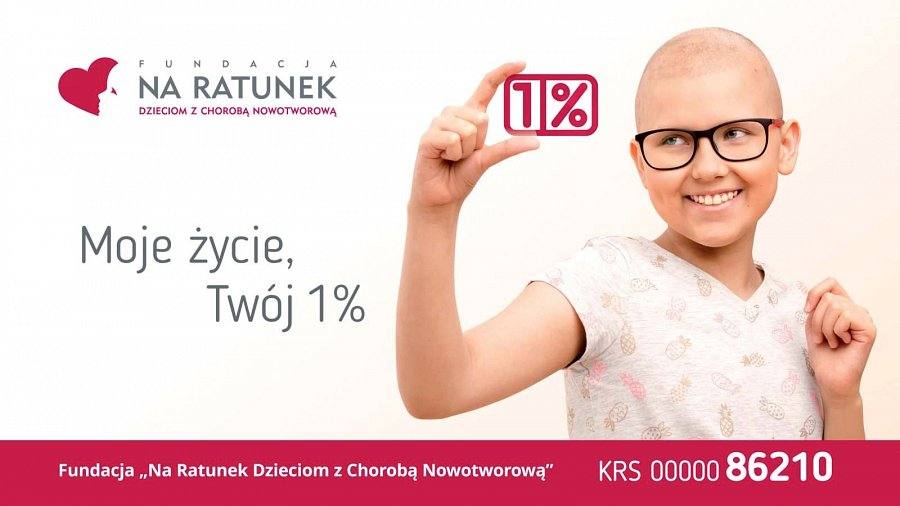 FUNDACJA
NA RATUNEK
DZIECIOM Z CHOROBĄ NOWOTWOROWĄ
1%
Moje życie,
Twój 1%
Fundacja „Na Ratunek Dzieciom z Chorobą Nowotworową”
KRS 00000 86210